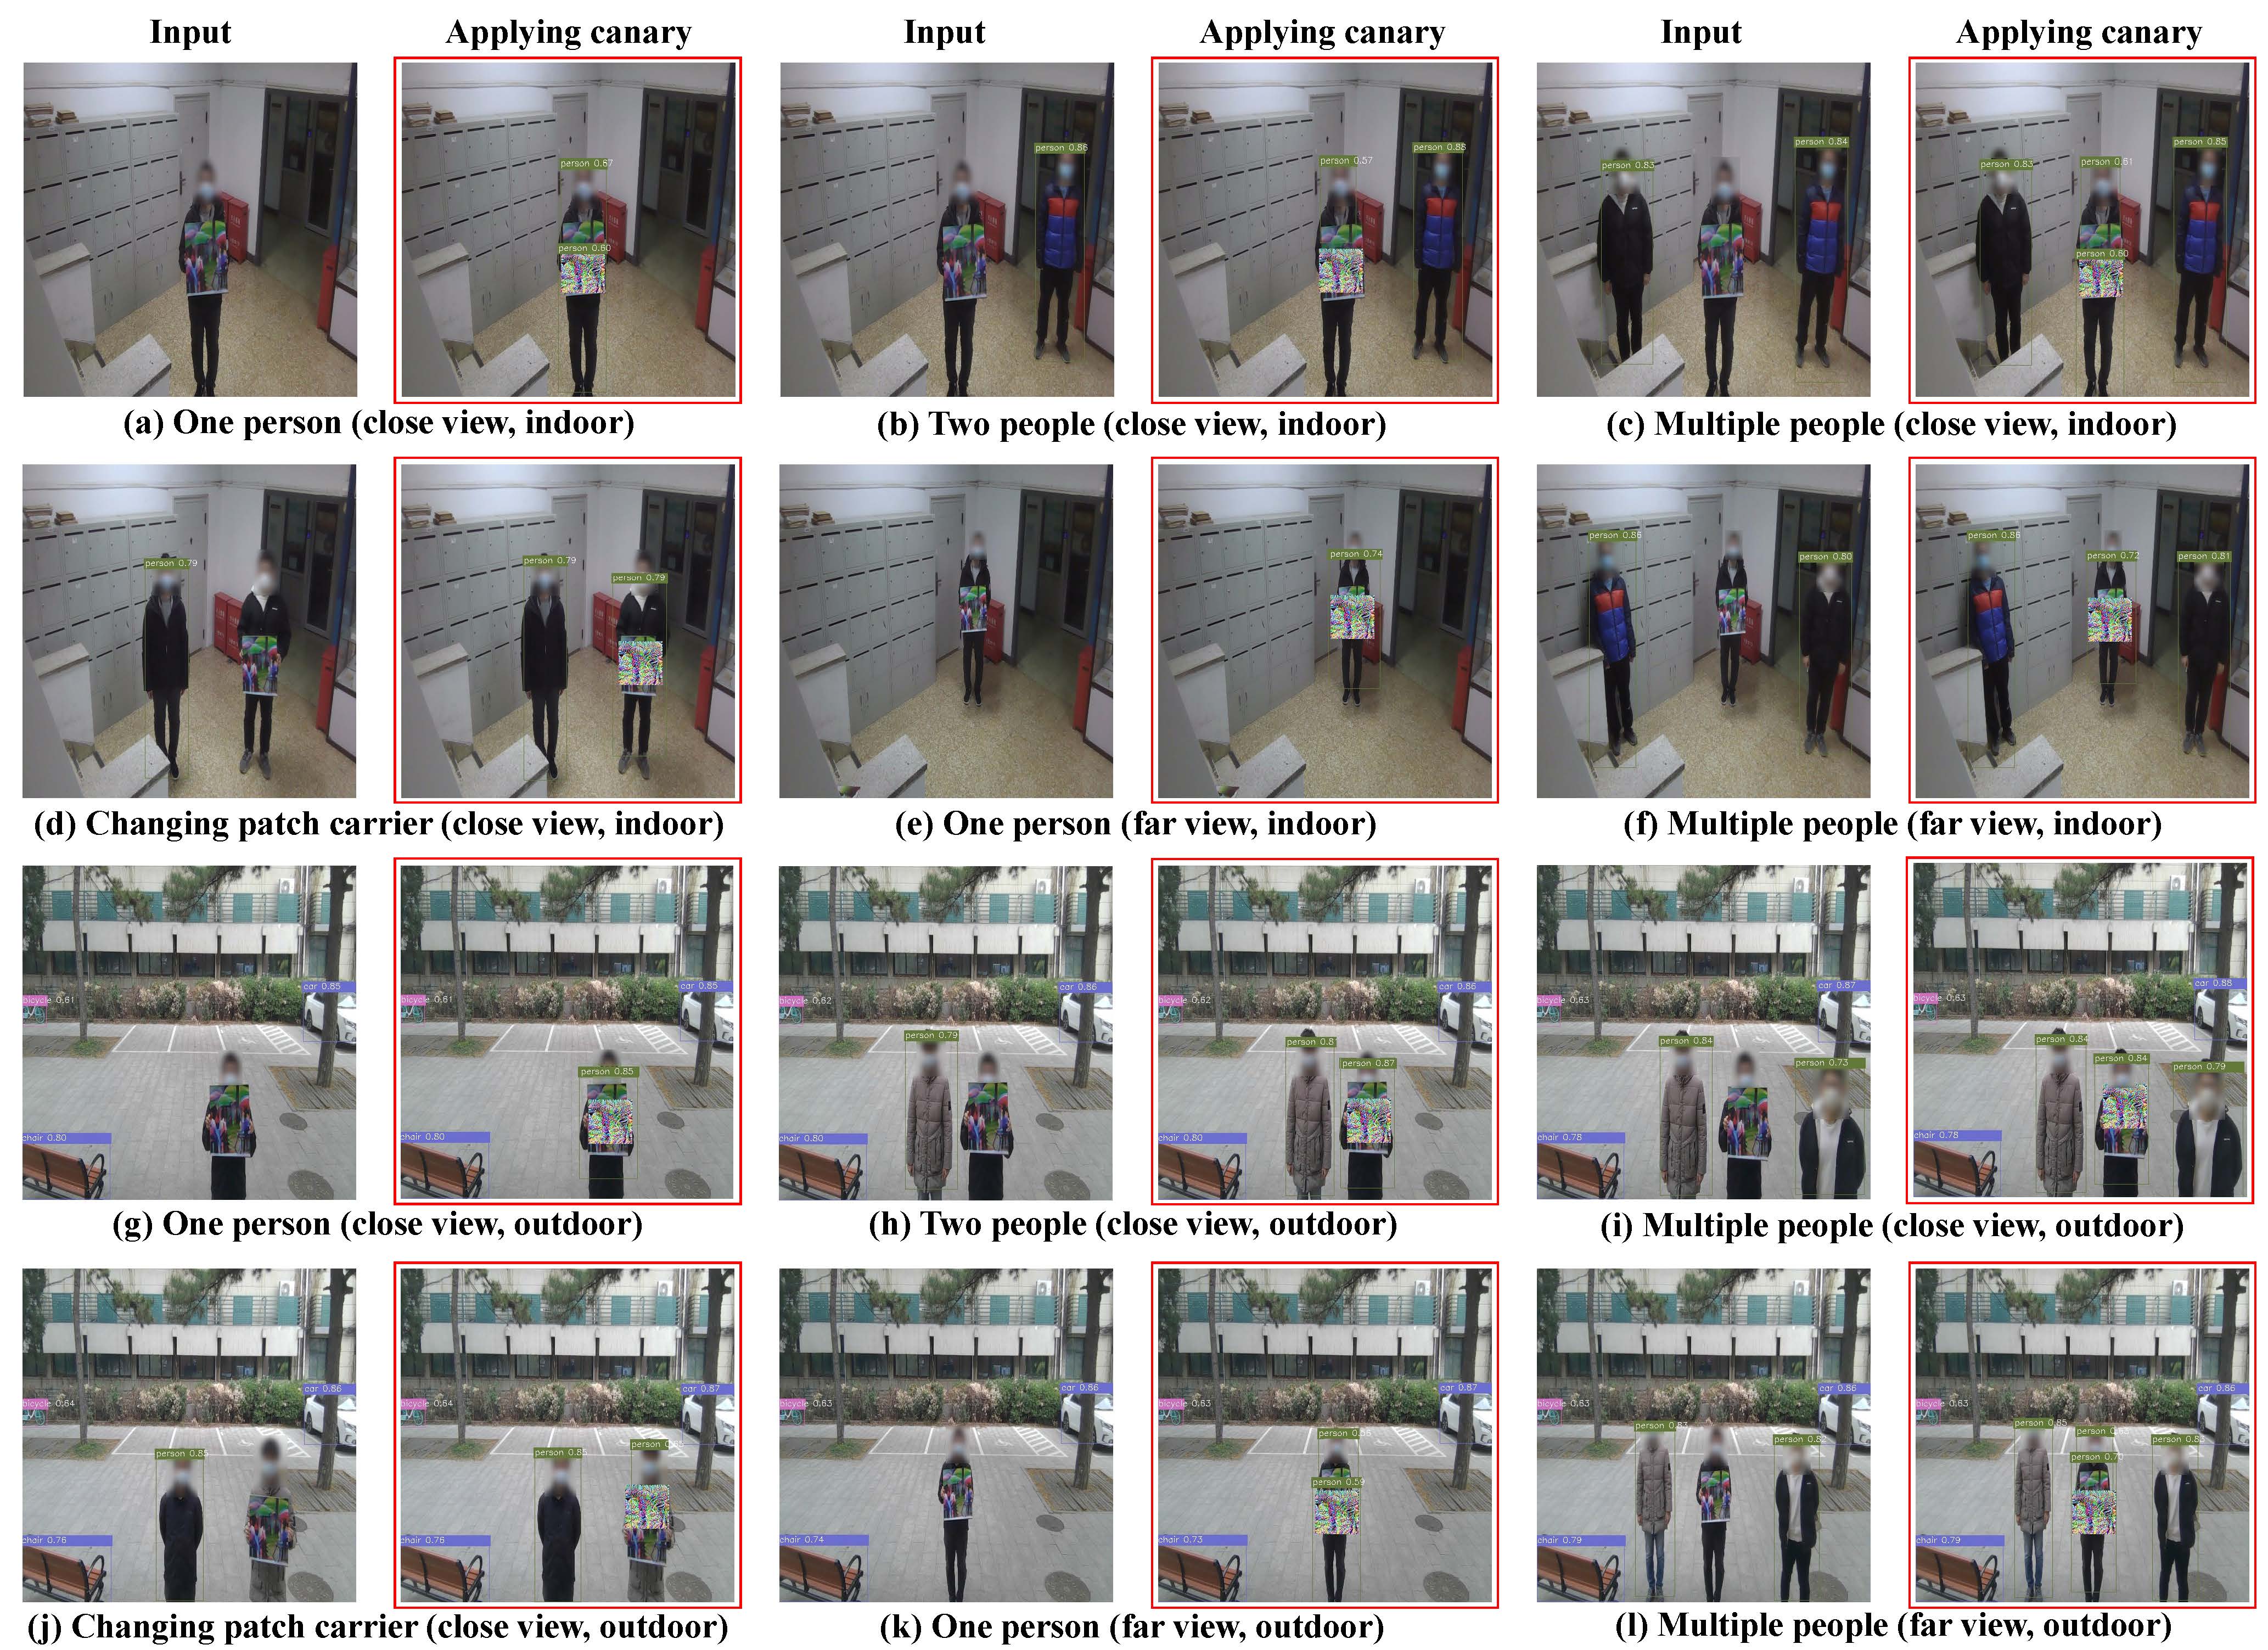 Input Applying canary Input Applying canary Input Applying canary
person 0.67
person 0.60
person 0.86
person 0.57
person 0.88
person 0.83
person 0.84
person 0.83
person 0.61
person 0.85
person 0.60
(a) One person (close view, indoor) (b) Two people (close view, indoor) (c) Multiple people (close view, indoor)
person 0.79
person 0.79
person 0.79
person 0.74
person 0.86
person 0.80
person 0.86
person 0.72
person 0.81
(d) Changing patch carrier (close view, indoor) (e) One person (far view, indoor) (f) Multiple people (far view, indoor)
car 0.85
bicycle 0.61
chair 0.80
car 0.85
bicycle 0.61
person 0.85
chair 0.80
car 0.86
bicycle 0.62
person 0.79
chair 0.80
car 0.86
bicycle 0.62
person 0.81
person 0.87
chair 0.80
car 0.87
bicycle 0.63
person 0.84
person 0.73
chair 0.78
car 0.88
bicycle 0.63
person 0.84
person 0.84
person 0.79
chair 0.78
(g) One person (close view, outdoor) (h) Two people (close view, outdoor) (i) Multiple people (close view, outdoor)
car 0.86
bicycle 0.64
person 0.85
chair 0.76
car 0.87
bicycle 0.64
person 0.85
person
chair 0.76
car 0.86
bicycle 0.63
chair 0.74
car 0.87
bicycle 0.63
person
person 0.59
chair 0.73
car 0.86
bicycle 0.63
person 0.83
person
chair 0.79
car 0.86
bicycle 0.63
person 0.85
person
person 0.70
person
chair 0.79
(j) Changing patch carrier (close view, outdoor) (k) One person (far view, outdoor) (l) Multiple people (far view, outdoor)